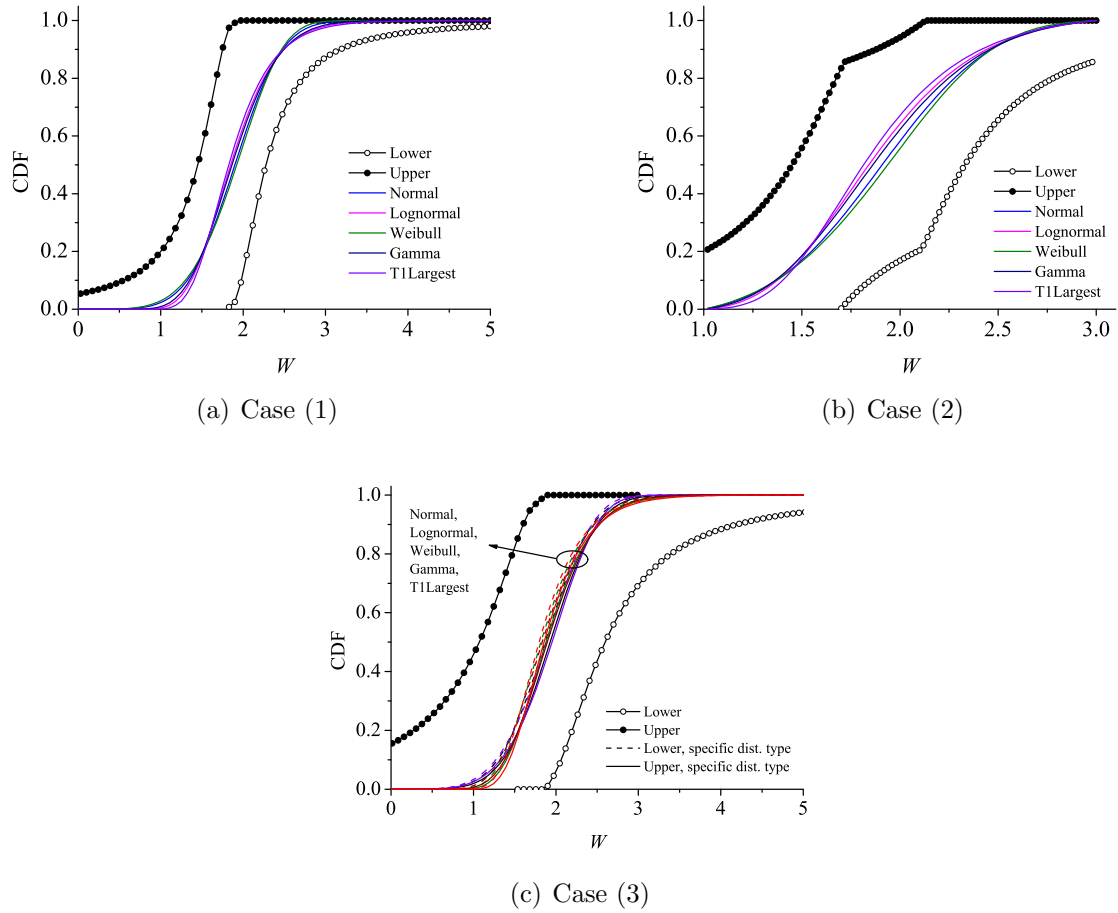 1.0
0.8
0.6
0.4
0.2
0.0
CDF
0 1 2 3 4 5
W
Lower
Upper
Normal
Lognormal
Weibull
Gamma
T1Largest
(a) Case (1)
1.0
0.8
0.6
0.4
0.2
0.0
CDF
1.0 1.5 2.0 2.5 3.0
W
Lower
Upper
Normal
Lognormal
Weibull
Gamma
T1Largest
(b) Case (2)
1.0
0.8
0.6
0.4
0.2
0.0
CDF
0 1 2 3 4 5
W
Normal,
Lognormal,
Weibull,
Gamma,
T1Largest
Lower
Upper
Lower, specific dist. type
Upper, specific dist. type
(c) Case (3)